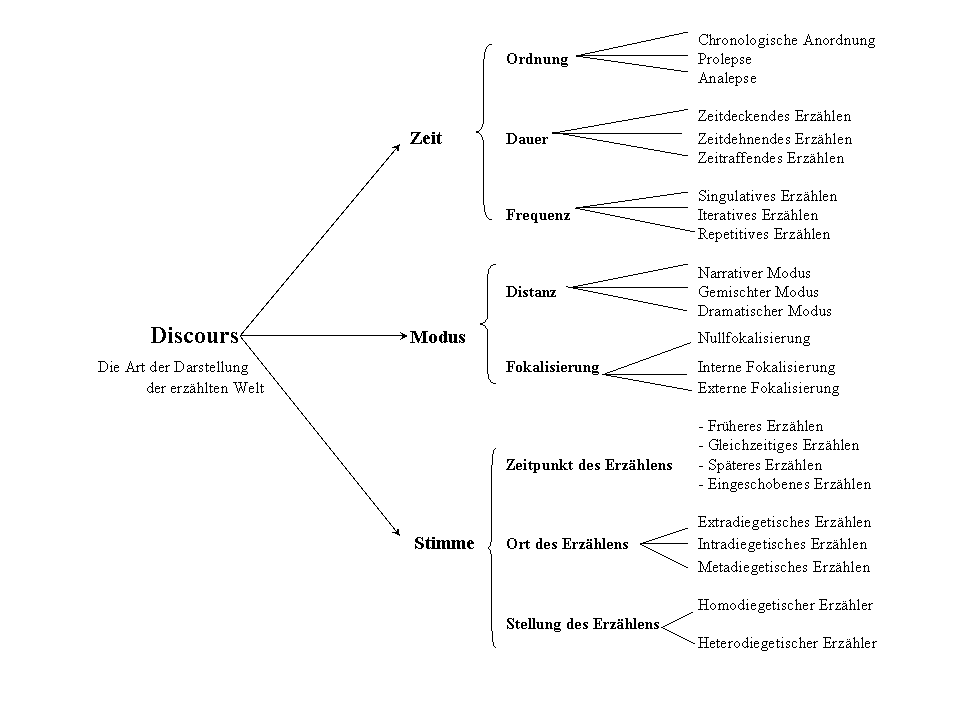 Discours
Die Art der Darstellung
der erzählten Welt
Zeit
Ordnung
Chronologische Anordnung
Prolepse
Analepse
Dauer
Zeitdeckendes Erzählen
Zeitdehnendes Erzählen
Zeitraffendes Erzählen
Frequenz
Singulatives Erzählen
Iteratives Erzählen
Repetitives Erzählen
Modus
Distanz
Narrativer Modus
Gemischter Modus
Dramatischer Modus
Fokalisierung
Nullfokalisierung
Interne Fokalisierung
Externe Fokalisierung
Stimme
Zeitpunkt des Erzählens
- Früheres Erzählen
- Gleichzeitiges Erzählen
- Späteres Erzählen
- Eingeschobenes Erzählen
Ort des Erzählens
Extradiegetisches Erzählen
Intradiegetisches Erzählen
Metadiegetisches Erzählen
Stellung des Erzählens
Homodiegetischer Erzähler
Heterodiegetischer Erzähler